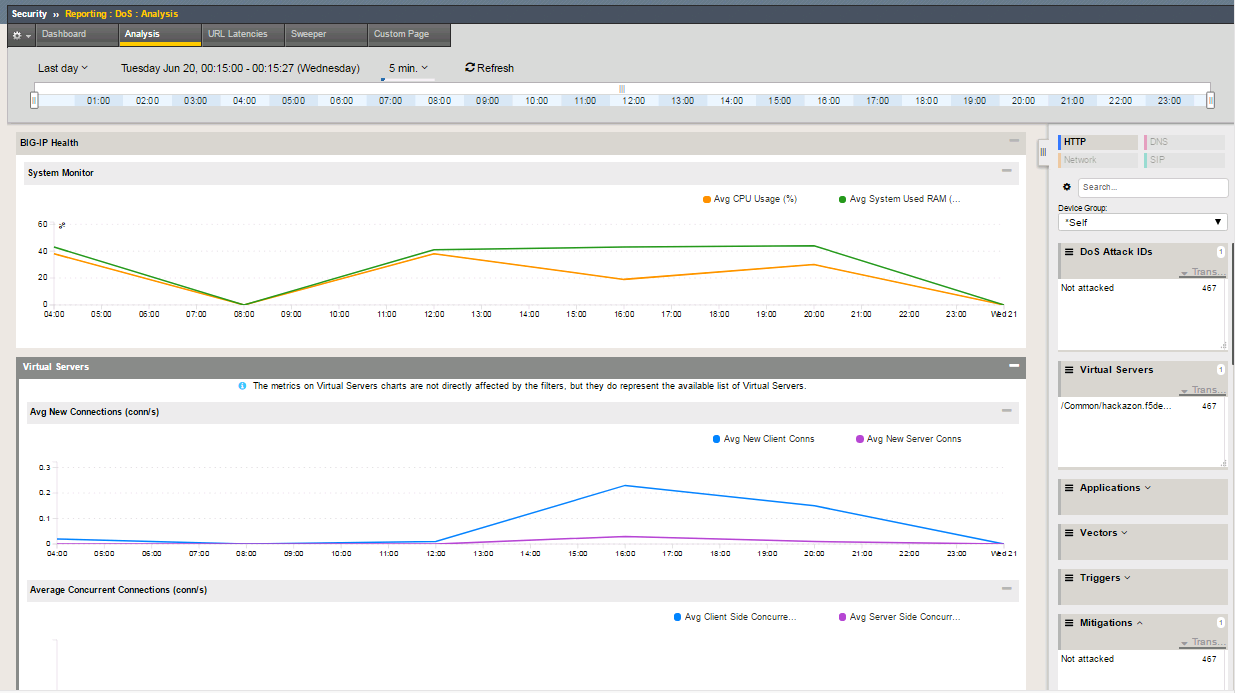 Security » Reporting : DoS : Analysis
Dashboard Analysis URL Latencies Sweeper Custom Page
Last day Tuesday Jun 20, 00:15:00 - 00:15:27 (Wednesday) 5 min. Refresh
01:00 02:00 03:00 04:00 05:00 06:00 07:00 08:00 09:00 10:00 11:00 12:00 13:00 14:00 15:00 16:00 17:00 18:00 19:00 20:00 21:00 22:00 23:00
BIG-IP Health
System Monitor
Avg CPU Usage (%) Avg System Used RAM (...
60
40
20
0
04:00 05:00 06:00 07:00 08:00 09:00 10:00 11:00 12:00 13:00 14:00 15:00 16:00 17:00 18:00 19:00 20:00 21:00 22:00 23:00 Wed 21
Virtual Servers
The metrics on Virtual Servers charts are not directly affected by the filters, but they do represent the available list of Virtual Servers.
Avg New Connections (conn/s)
Avg New Client Conns Avg New Server Conns
0.3
0.2
0.1
0
04:00 05:00 06:00 07:00 08:00 09:00 10:00 11:00 12:00 13:00 14:00 15:00 16:00 17:00 18:00 19:00 20:00 21:00 22:00 23:00 Wed 21
Average Concurrent Connections (conn/s)
Avg Client Side Concurre... Avg Server Side Concurr...
HTTP DNS
Network SIP
Search...
Device Group:
*Self
DoS Attack IDs 1
Trans...
Not attacked 467
Virtual Servers 1
Trans...
/Common/hackazon.f5de... 467
Applications
Vectors
Triggers
Mitigations 1
Trans...
Not attacked 467